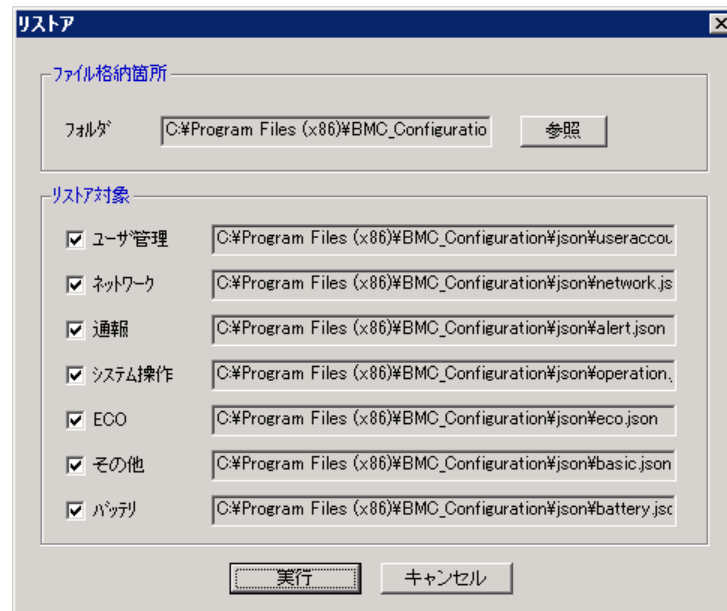 リストア
ファイル格納箇所
フォルダ C:¥Program Files (x86)¥BMC_Configuratio 参照
リストア対象
ユーザ管理 C:¥Program Files (x86)¥BMC_Configuration¥json¥useraccou
ネットワーク C:¥Program Files (x86)¥BMC_Configuration¥json¥network.js
通報 C:¥Program Files (x86)¥BMC_Configuration¥json¥alert.json
システム操作 C:¥Program Files (x86)¥BMC_Configuration¥json¥operation.
ECO C:¥Program Files (x86)¥BMC_Configuration¥json¥eco.json
その他 C:¥Program Files (x86)¥BMC_Configuration¥json¥basic.json
バッテリ C:¥Program Files (x86)¥BMC_Configuration¥json¥battery.jso
実行 キャンセル